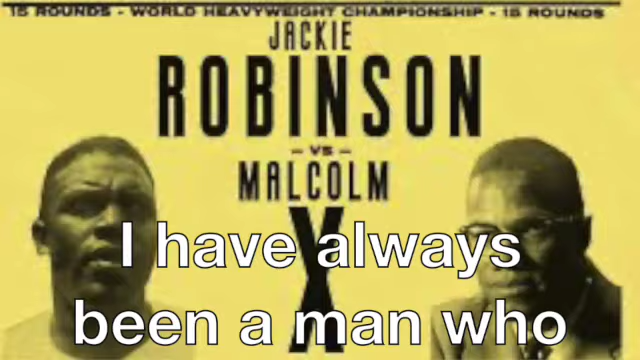 15 ROUNDS - WORLD HEAVYWEIGHT CHAMPIONSHIP - 15 ROUNDS
JACKIE
ROBINSON
- VS -
MALCOLM
X
I have always
been a man who